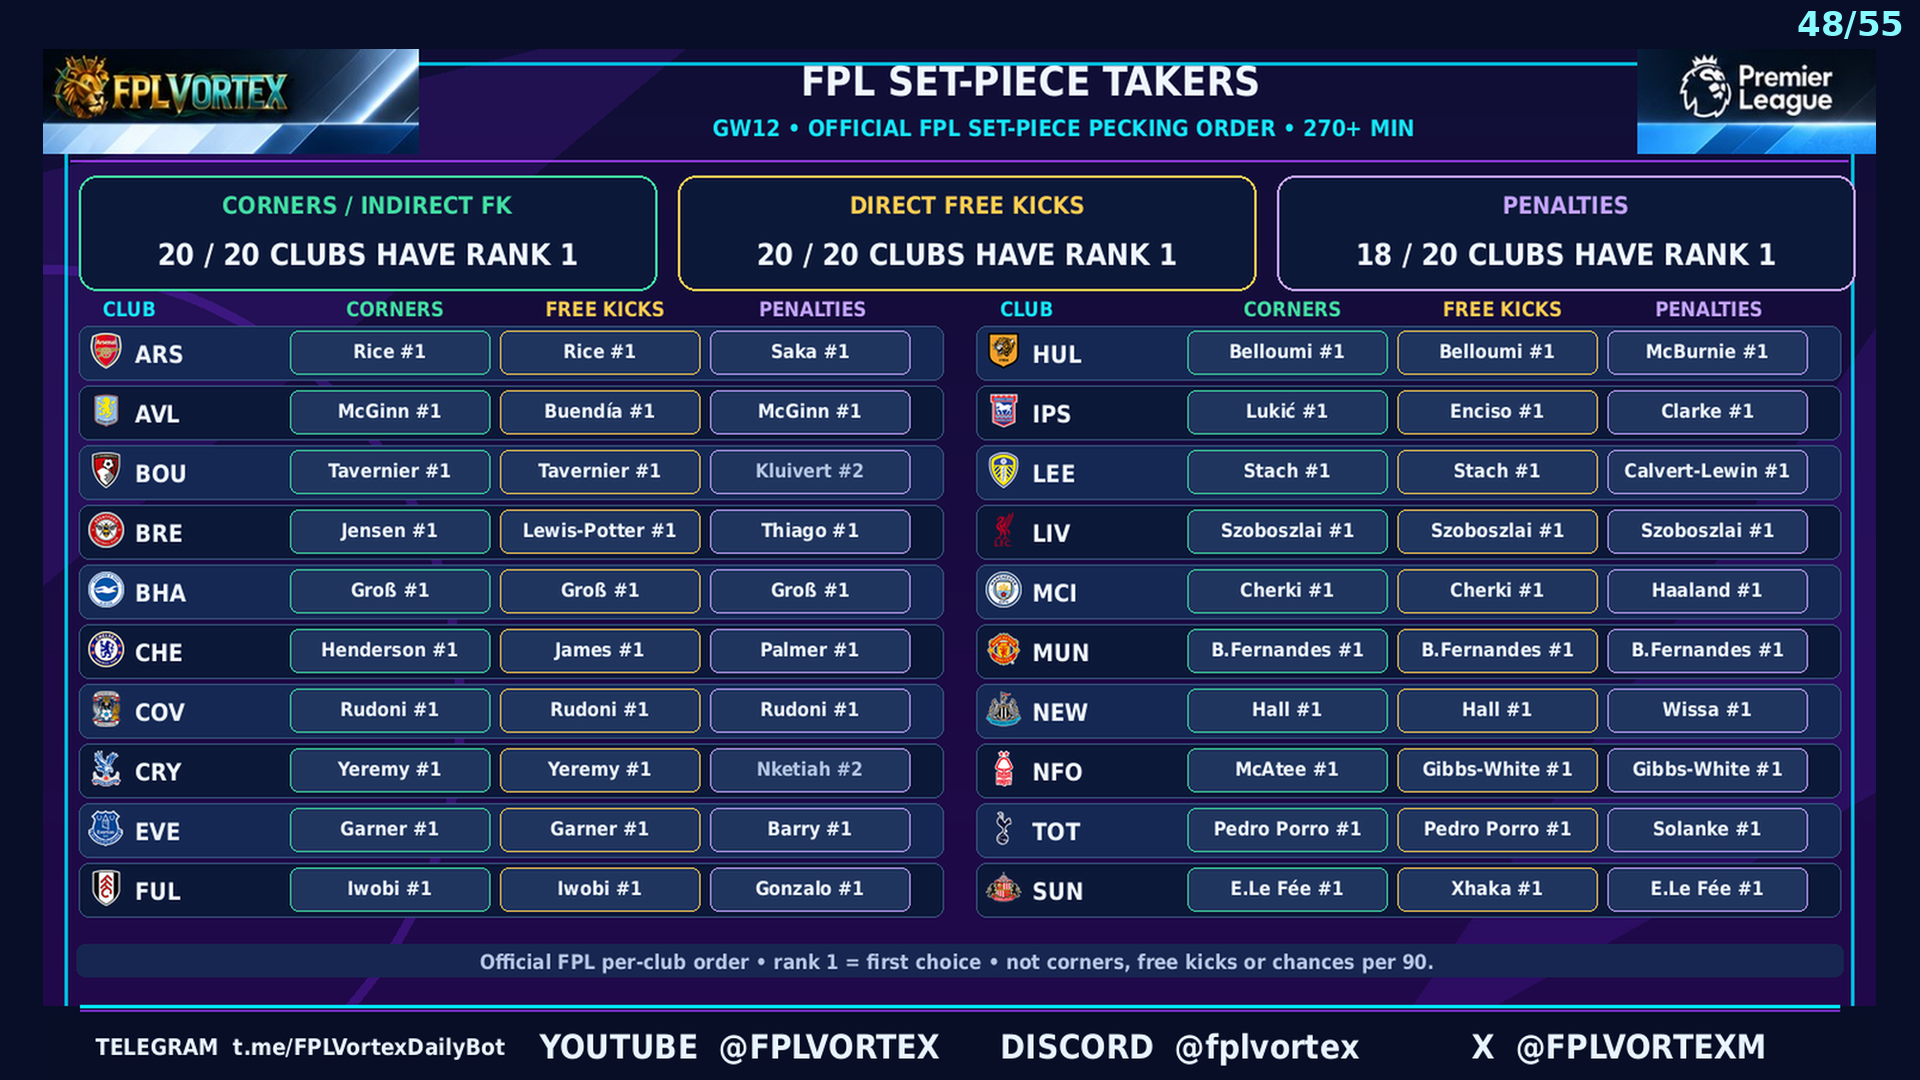 48/55
FPLVORTEX
Premier League
FPL SET-PIECE TAKERS
GW12 • OFFICIAL FPL SET-PIECE PECKING ORDER • 270+ MIN
CORNERS / INDIRECT FK
20 / 20 CLUBS HAVE RANK 1
DIRECT FREE KICKS
20 / 20 CLUBS HAVE RANK 1
PENALTIES
18 / 20 CLUBS HAVE RANK 1
CLUB CORNERS FREE KICKS PENALTIES
ARS Rice #1 Rice #1 Saka #1
AVL McGinn #1 Buendía #1 McGinn #1
BOU Tavernier #1 Tavernier #1 Kluivert #2
BRE Jensen #1 Lewis-Potter #1 Thiago #1
BHA Groß #1 Groß #1 Groß #1
CHE Henderson #1 James #1 Palmer #1
COV Rudoni #1 Rudoni #1 Rudoni #1
CRY Yeremy #1 Yeremy #1 Nketiah #2
EVE Garner #1 Garner #1 Barry #1
FUL Iwobi #1 Iwobi #1 Gonzalo #1
CLUB CORNERS FREE KICKS PENALTIES
HUL Belloumi #1 Belloumi #1 McBurnie #1
IPS Lukić #1 Enciso #1 Clarke #1
LEE Stach #1 Stach #1 Calvert-Lewin #1
LIV Szoboszlai #1 Szoboszlai #1 Szoboszlai #1
MCI Cherki #1 Cherki #1 Haaland #1
MUN B.Fernandes #1 B.Fernandes #1 B.Fernandes #1
NEW Hall #1 Hall #1 Wissa #1
NFO McAtee #1 Gibbs-White #1 Gibbs-White #1
TOT Pedro Porro #1 Pedro Porro #1 Solanke #1
SUN E.Le Fée #1 Xhaka #1 E.Le Fée #1
Official FPL per-club order • rank 1 = first choice • not corners, free kicks or chances per 90.
TELEGRAM t.me/FPLVortexDailyBot YOUTUBE @FPLVORTEX DISCORD @fplvortex X @FPLVORTEXM